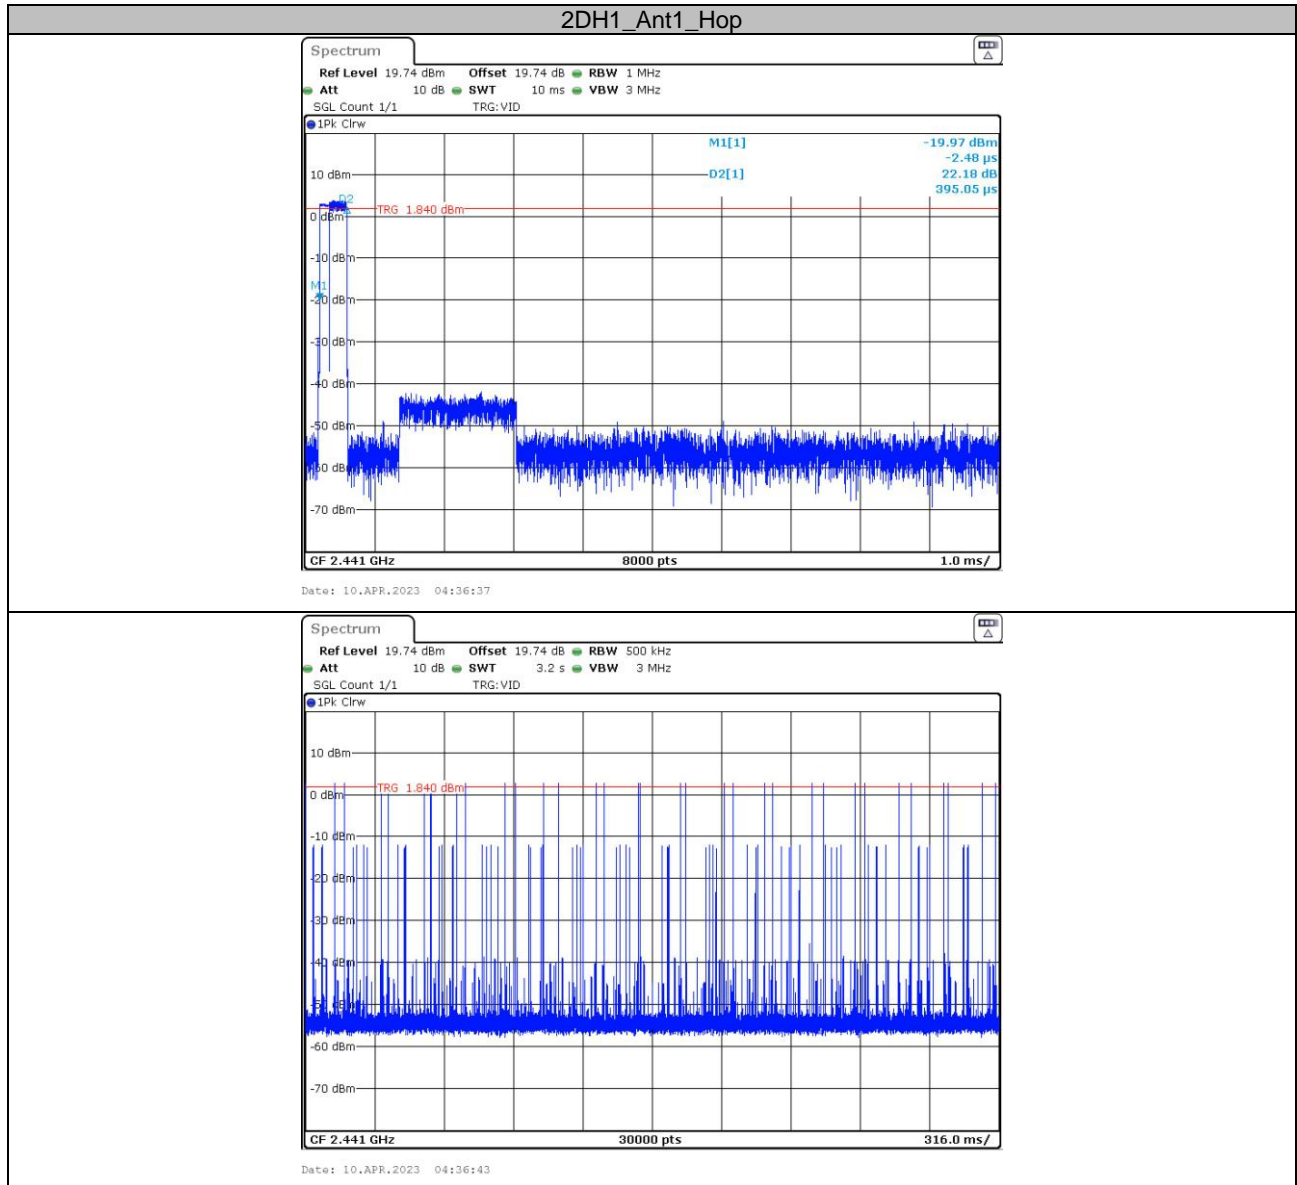 2DH1_Ant1_Hop
Spectrum
Ref Level 19.74 dBm Offset 19.74 dB RBW 1 MHz
Att 10 dB SWT 10 ms VBW 3 MHz
SGL Count 1/1 TRG:VID
1Pk Clrw
M1[1] -19.97 dBm
-2.48 µs
10 dBm D2[1] 22.18 dB
395.05 µs
D2
TRG 1.840 dBm
0 dBm
-10 dBm
M1
-20 dBm
-30 dBm
-40 dBm
-50 dBm
-60 dBm
-70 dBm
CF 2.441 GHz 8000 pts 1.0 ms/
Date: 10.APR.2023 04:36:37
Spectrum
Ref Level 19.74 dBm Offset 19.74 dB RBW 500 kHz
Att 10 dB SWT 3.2 s VBW 3 MHz
SGL Count 1/1 TRG:VID
1Pk Clrw
10 dBm
TRG 1.840 dBm
0 dBm
-10 dBm
-20 dBm
-30 dBm
-40 dBm
-50 dBm
-60 dBm
-70 dBm
CF 2.441 GHz 30000 pts 316.0 ms/
Date: 10.APR.2023 04:36:43